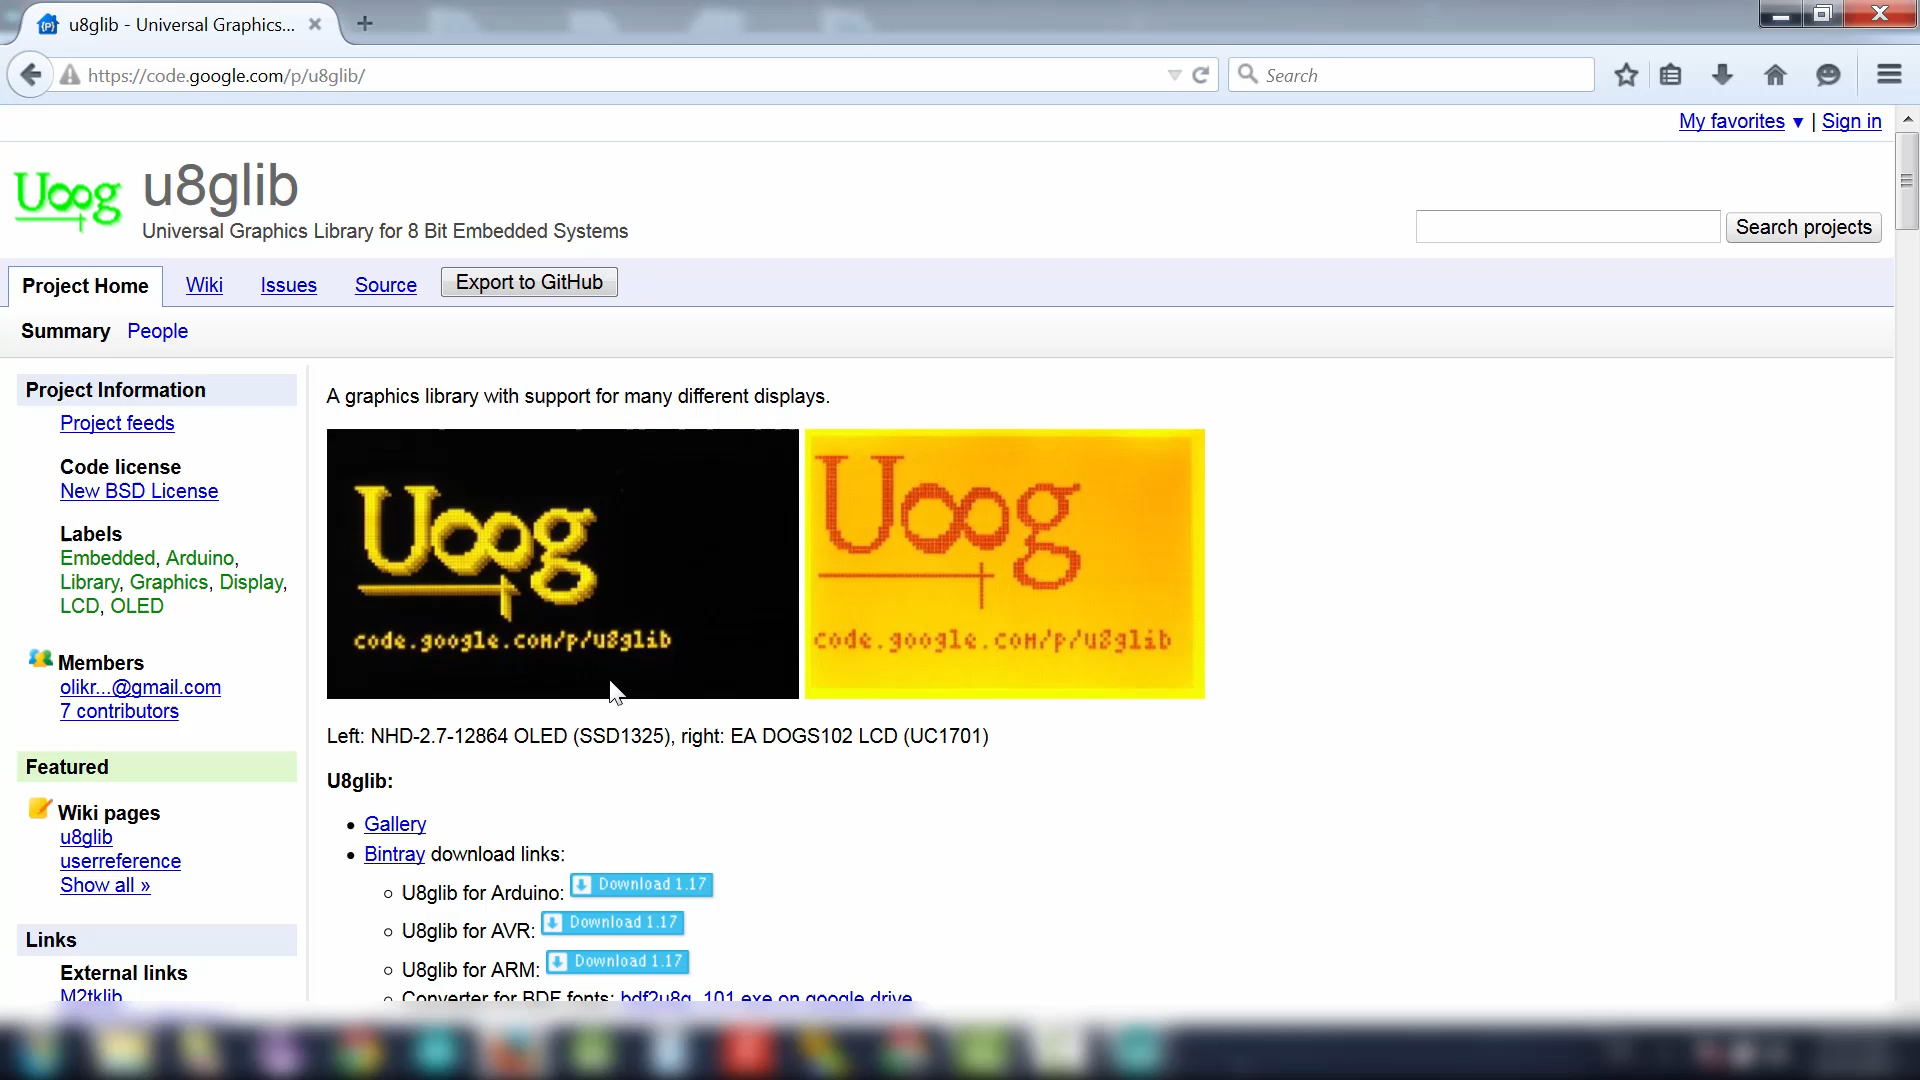 u8glib - Universal Graphics...
https://code.google.com/p/u8glib/
Search
My favorites ▼ | Sign in
Uoog
u8glib
Universal Graphics Library for 8 Bit Embedded Systems
Search projects
Project Home
Wiki
Issues
Source
Export to GitHub
Summary
People
Project Information
Project feeds
Code license
New BSD License
Labels
Embedded, Arduino,
Library, Graphics, Display,
LCD, OLED
Members
olikr...@gmail.com
7 contributors
Featured
Wiki pages
u8glib
userreference
Show all »
Links
External links
M2tklib
A graphics library with support for many different displays.
Uoog
code.google.com/p/u8glib
Uoog
code.google.com/p/u8glib
Left: NHD-2.7-12864 OLED (SSD1325), right: EA DOGS102 LCD (UC1701)
U8glib:
• Gallery
• Bintray download links:
○ U8glib for Arduino: Download 1.17
○ U8glib for AVR: Download 1.17
○ U8glib for ARM: Download 1.17
○ Converter for BDF fonts: bdf2u8g_101.exe on google drive